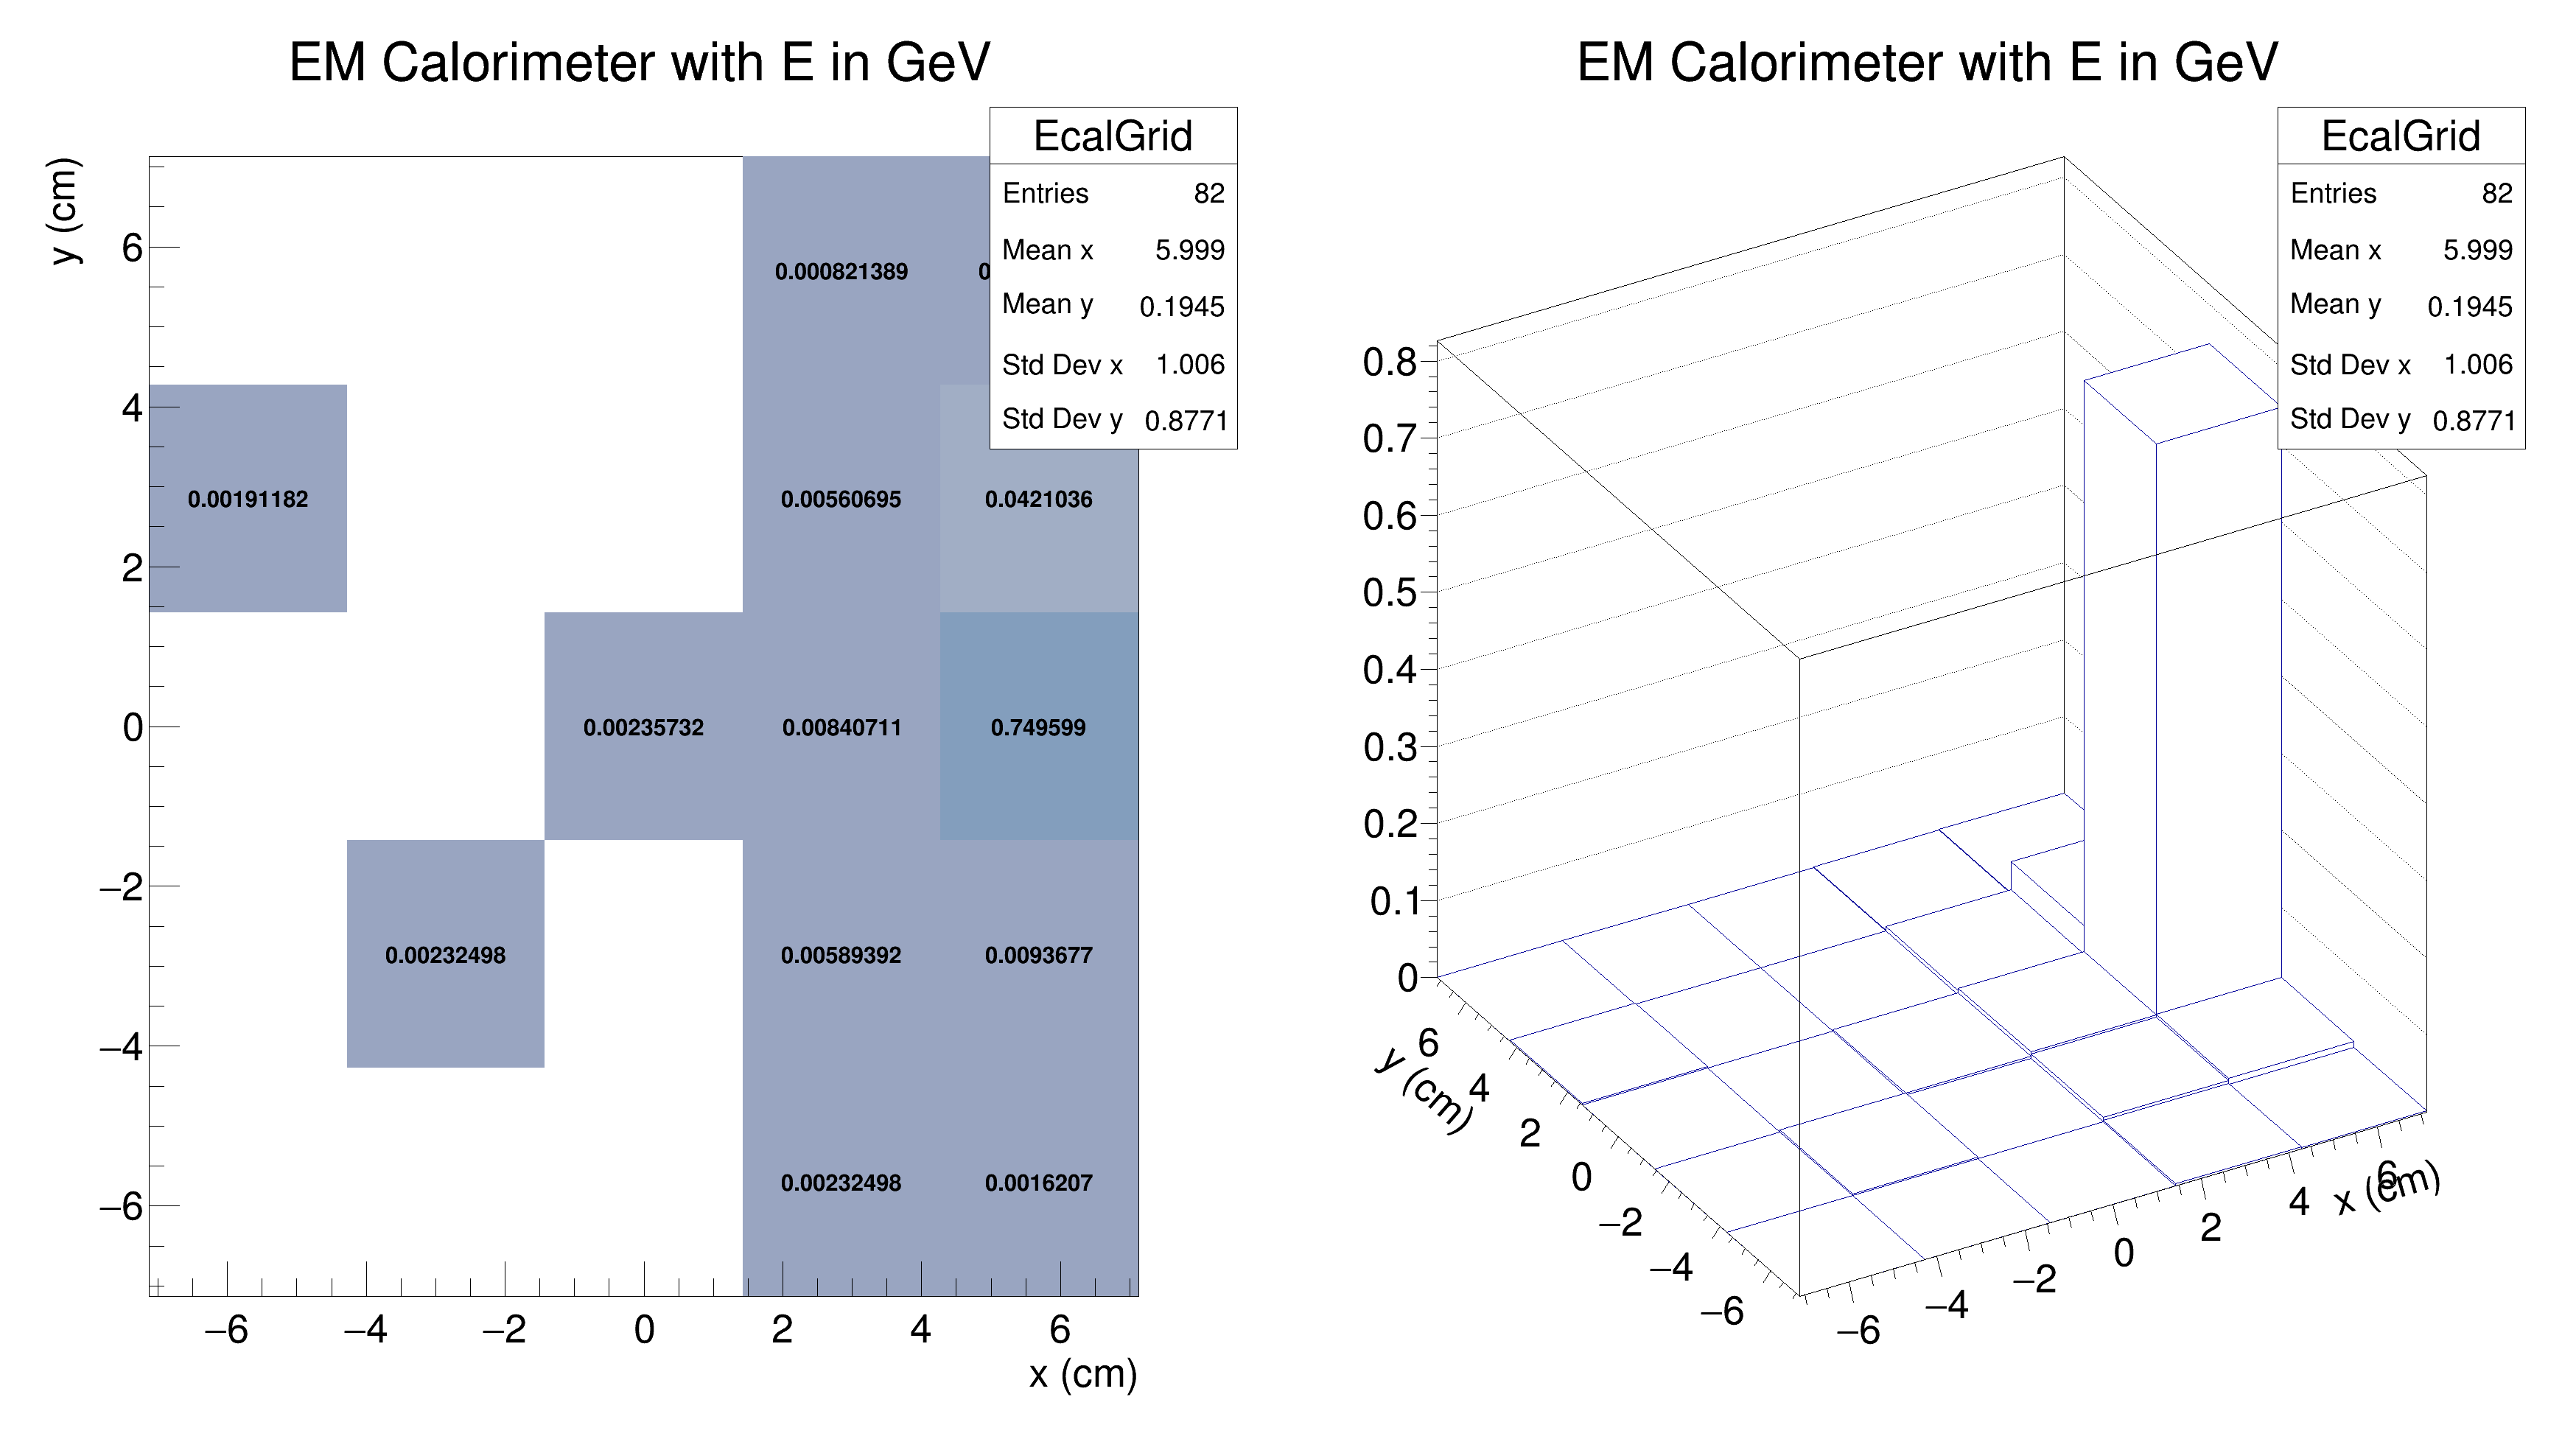 EM Calorimeter with E in GeV
EcalGrid
Entries 82
Mean x 5.999
Mean y 0.1945
Std Dev x 1.006
Std Dev y 0.8771
y (cm)
6
4
2
0
−2
−4
−6
0.000821389
0.00191182 0.00560695 0.0421036
0.00235732 0.00840711 0.749599
0.00232498 0.00589392 0.0093677
0.00232498 0.0016207
−6 −4 −2 0 2 4 6
x (cm)
EM Calorimeter with E in GeV
EcalGrid
Entries 82
Mean x 5.999
Mean y 0.1945
Std Dev x 1.006
Std Dev y 0.8771
0.8
0.7
0.6
0.5
0.4
0.3
0.2
0.1
0
y (cm)
6
4
2
0
−2
−4
−6
−6 −4 −2 0 2 4 6
x (cm)